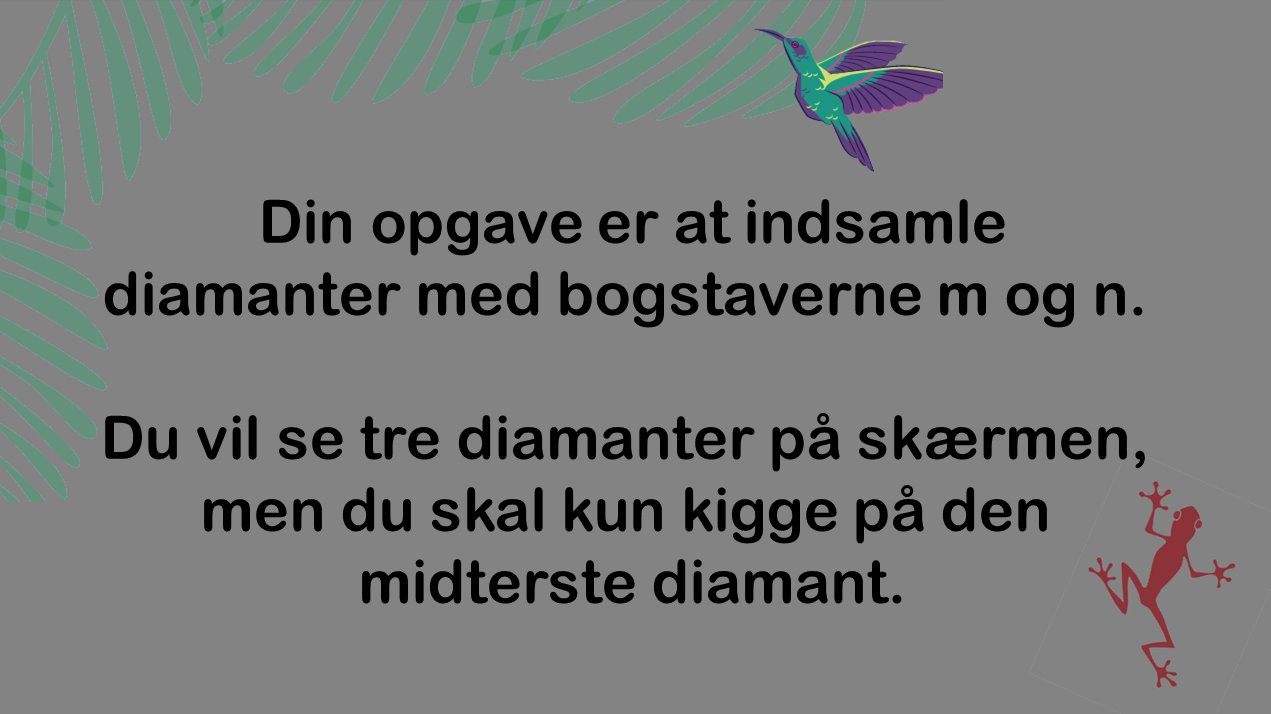 Din opgave er at indsamle
diamanter med bogstaverne m og n.
Du vil se tre diamanter på skærmen,
men du skal kun kigge på den
midterste diamant.